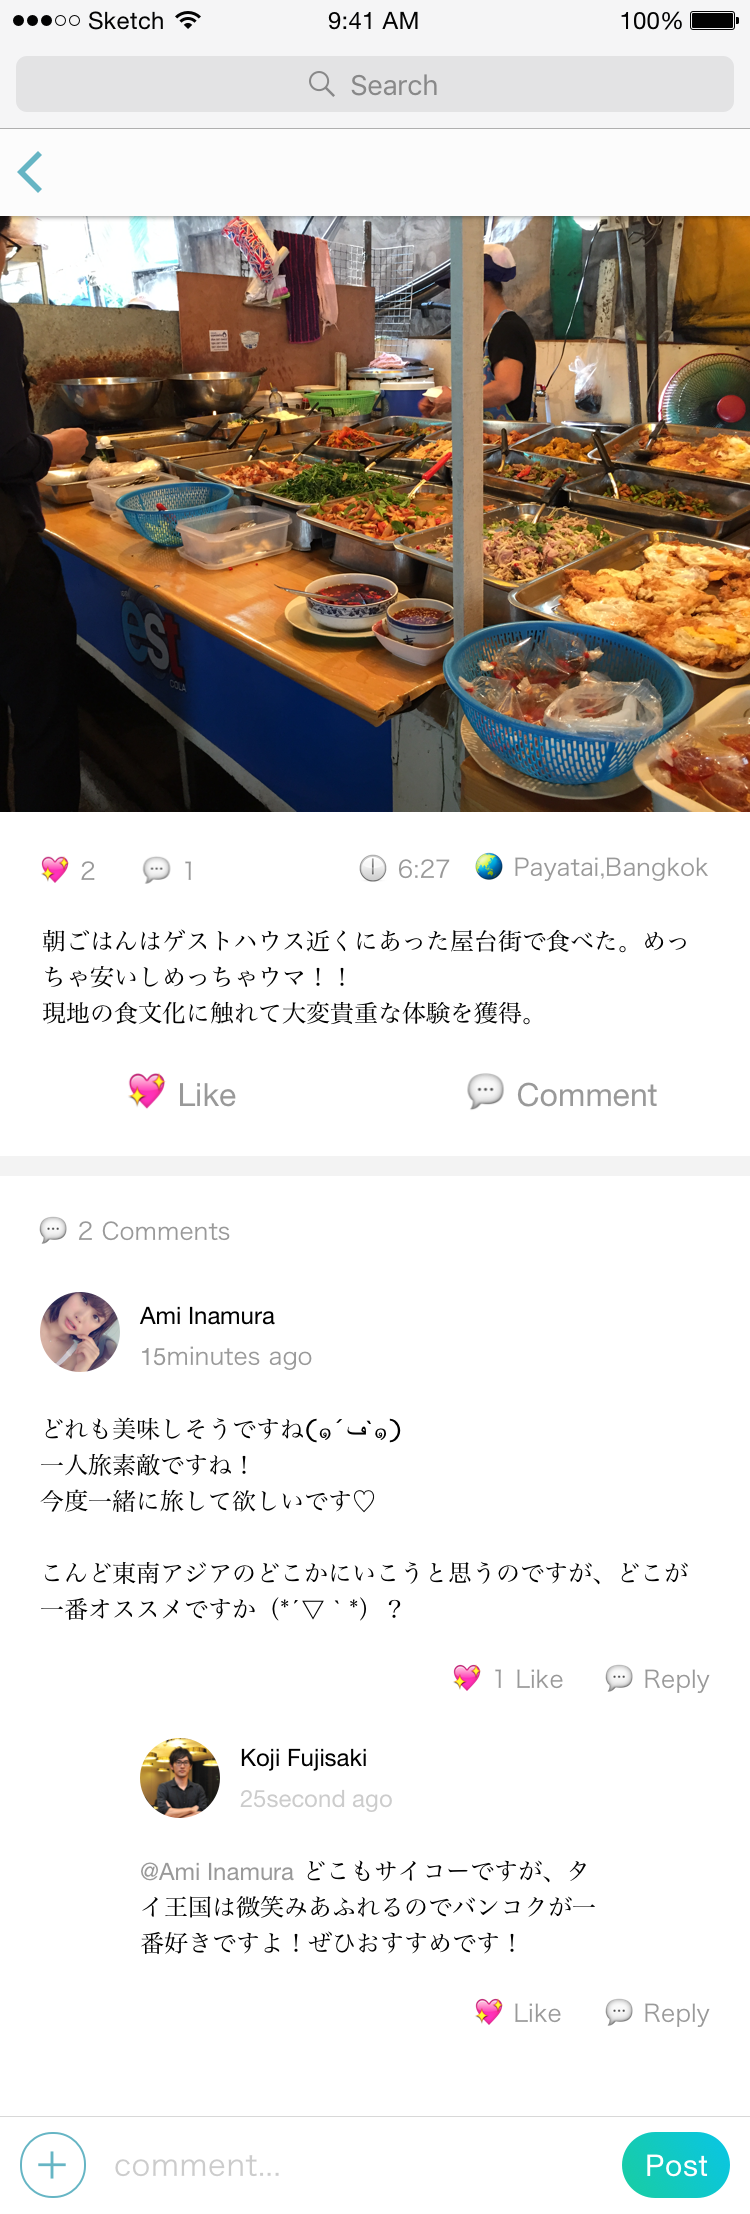 Sketch 9:41 AM 100%
Search
est
COLA
2 1 6:27 Payatai,Bangkok
朝ごはんはゲストハウス近くにあった屋台街で食べた。めっ
ちゃ安いしめっちゃウマ！！
現地の食文化に触れて大変貴重な体験を獲得。
Like Comment
2 Comments
Ami Inamura
15minutes ago
どれも美味しそうですね(๑´ڡ`๑)
一人旅素敵ですね！
今度一緒に旅して欲しいです♡
こんど東南アジアのどこかにいこうと思うのですが、どこが
一番オススメですか（*´▽｀*）？
1 Like Reply
Koji Fujisaki
25second ago
@Ami Inamura どこもサイコーですが、タ
イ王国は微笑みあふれるのでバンコクが一
番好きですよ！ぜひおすすめです！
Like Reply
comment... Post